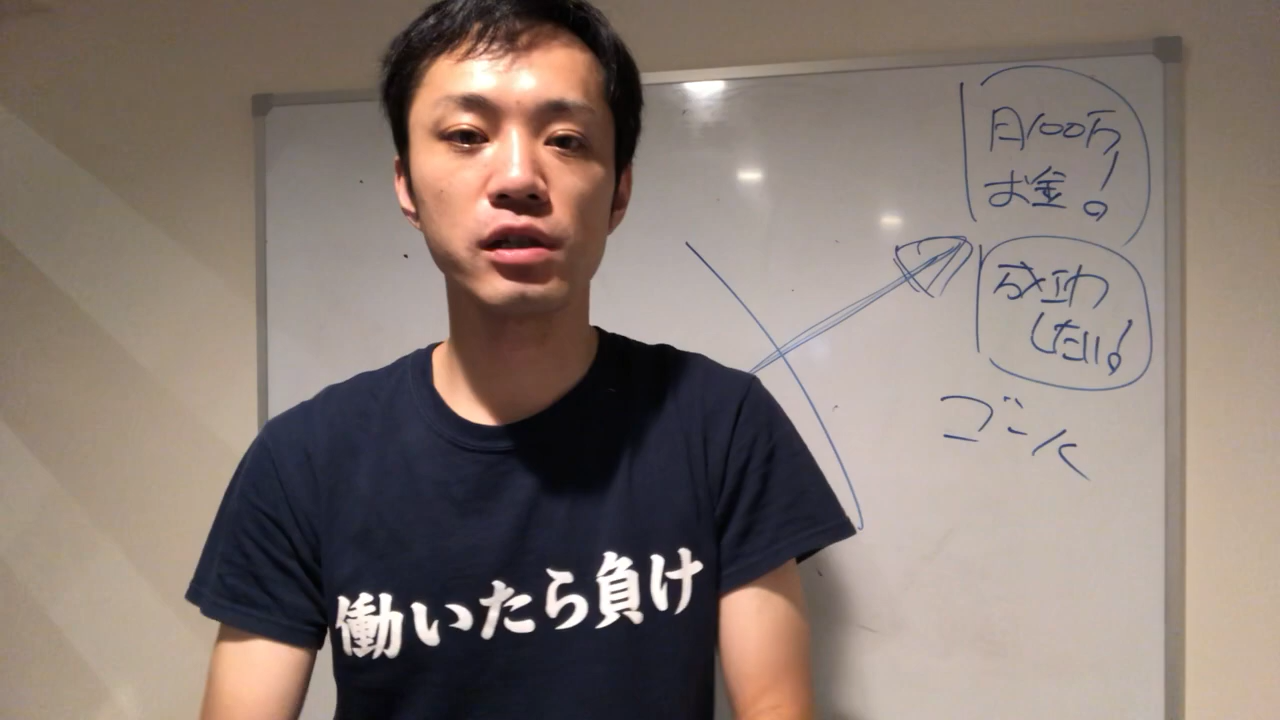 月100万
お金。!
成功
したい!
ゴール
働いたら負け